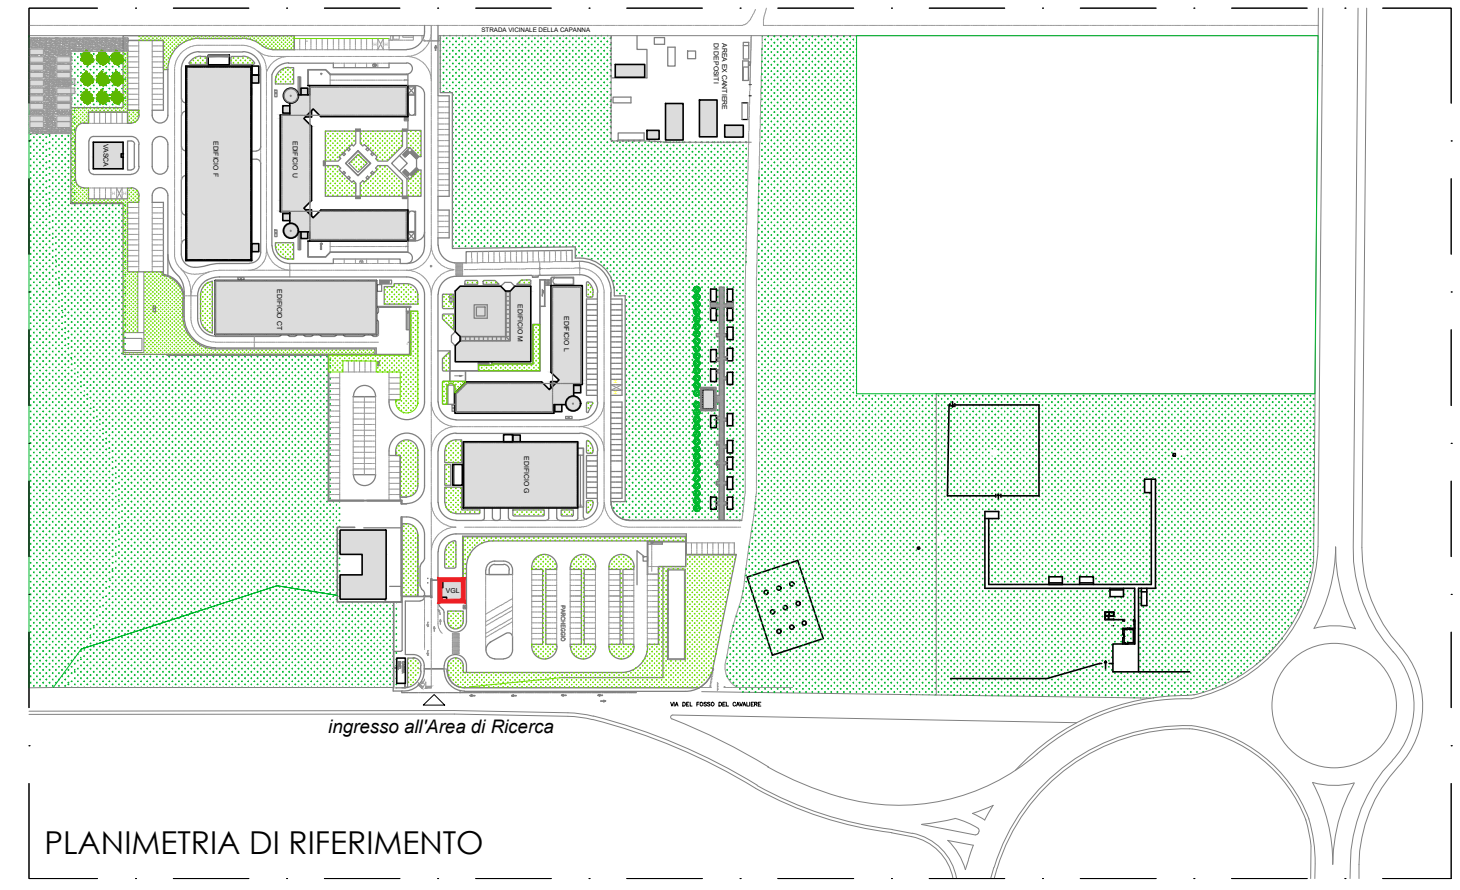 STRADA VICINALE DELLA CAPANNA
AREA EX CANTIERE
DI DEPOSITI
VASCA
EDIFICIO F
EDIFICIO U
EDIFICIO CT
EDIFICIO M
EDIFICIO L
EDIFICIO G
VGL
PARCHEGGIO
VIA DEL FOSSO DEL CAVALIERE
ingresso all'Area di Ricerca
PLANIMETRIA DI RIFERIMENTO